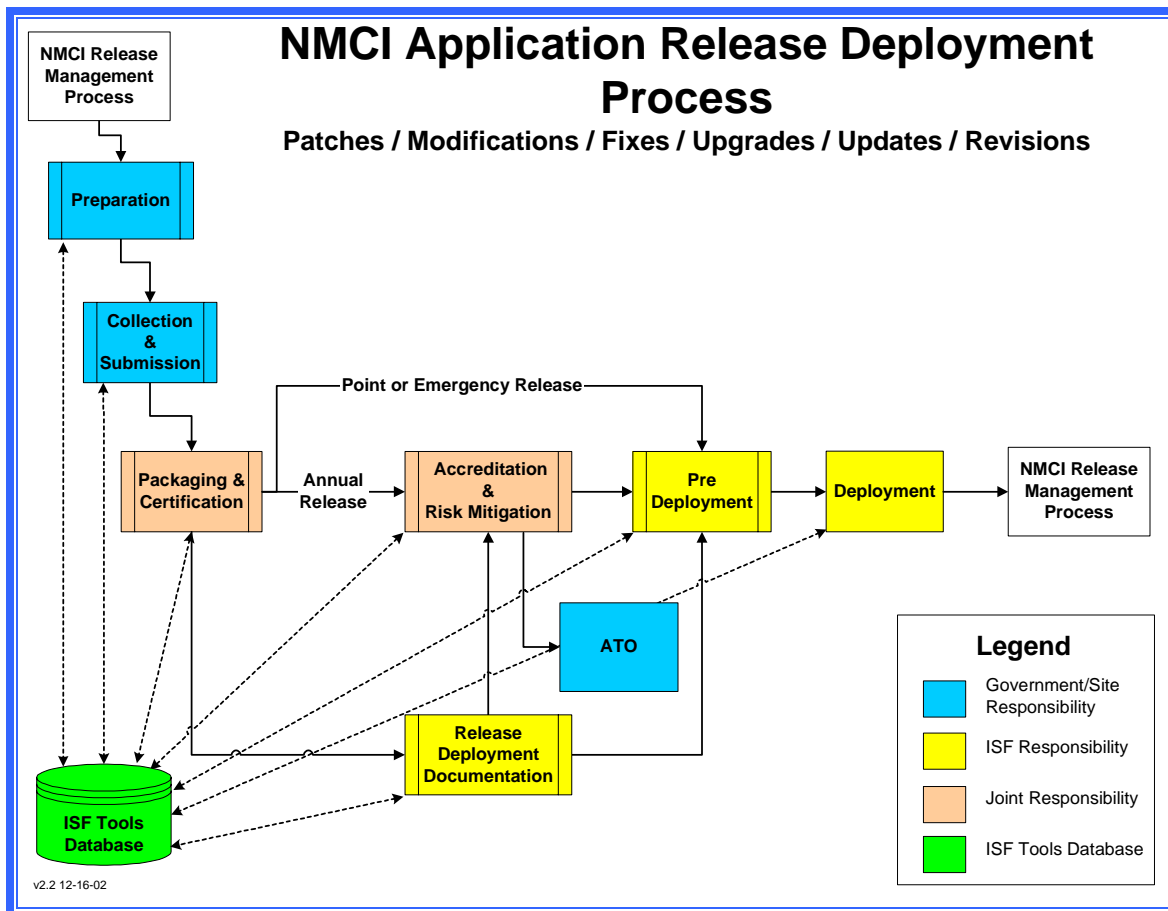 NMCI Release
Management
Process
NMCI Application Release Deployment
Process
Patches / Modifications / Fixes / Upgrades / Updates / Revisions
Preparation
Collection
&
Submission
Point or Emergency Release
Packaging &
Certification
Annual
Release
Accreditation
&
Risk Mitigation
Pre
Deployment
Deployment
NMCI Release
Management
Process
ATO
Release
Deployment
Documentation
ISF Tools
Database
Legend
Government/Site
Responsibility
ISF Responsibility
Joint Responsibility
ISF Tools Database
v2.2 12-16-02